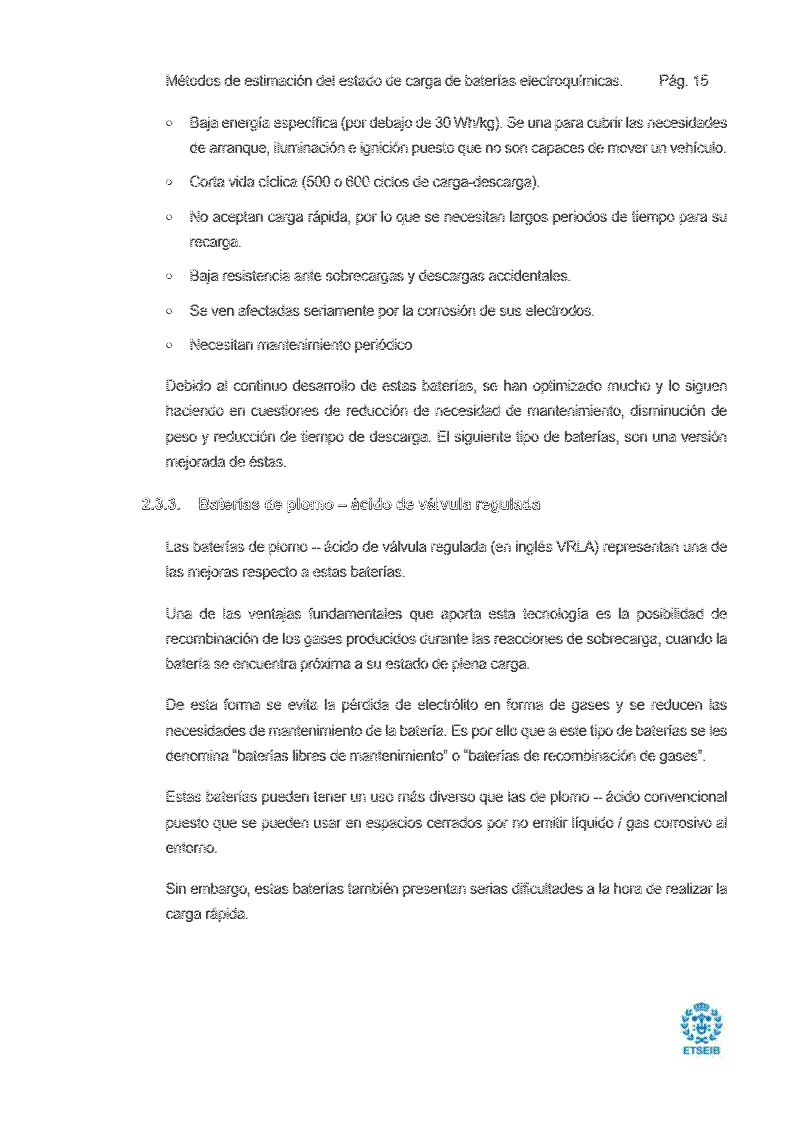 Métodos de estimación del estado de carga de baterías electroquímicas. Pág. 15
○ Baja energía específica (por debajo de 30 Wh/kg). Se una para cubrir las necesidades
de arranque, iluminación e ignición puesto que no son capaces de mover un vehículo.
○ Corta vida cíclica (500 o 600 ciclos de carga-descarga).
○ No aceptan carga rápida, por lo que se necesitan largos periodos de tiempo para su
recarga.
○ Baja resistencia ante sobrecargas y descargas accidentales.
○ Se ven afectadas seriamente por la corrosión de sus electrodos.
○ Necesitan mantenimiento periódico
Debido al continuo desarrollo de estas baterías, se han optimizado mucho y lo siguen
haciendo en cuestiones de reducción de necesidad de mantenimiento, disminución de
peso y reducción de tiempo de descarga. El siguiente tipo de baterías, son una versión
mejorada de éstas.
2.3.3. Baterías de plomo – ácido de válvula regulada
Las baterías de plomo – ácido de válvula regulada (en inglés VRLA) representan una de
las mejoras respecto a estas baterías.
Una de las ventajas fundamentales que aporta esta tecnología es la posibilidad de
recombinación de los gases producidos durante las reacciones de sobrecarga, cuando la
batería se encuentra próxima a su estado de plena carga.
De esta forma se evita la pérdida de electrólito en forma de gases y se reducen las
necesidades de mantenimiento de la batería. Es por ello que a este tipo de baterías se les
denomina “baterías libres de mantenimiento” o “baterías de recombinación de gases”.
Estas baterías pueden tener un uso más diverso que las de plomo – ácido convencional
puesto que se pueden usar en espacios cerrados por no emitir líquido / gas corrosivo al
entorno.
Sin embargo, estas baterías también presentan serias dificultades a la hora de realizar la
carga rápida.
ETSEIB